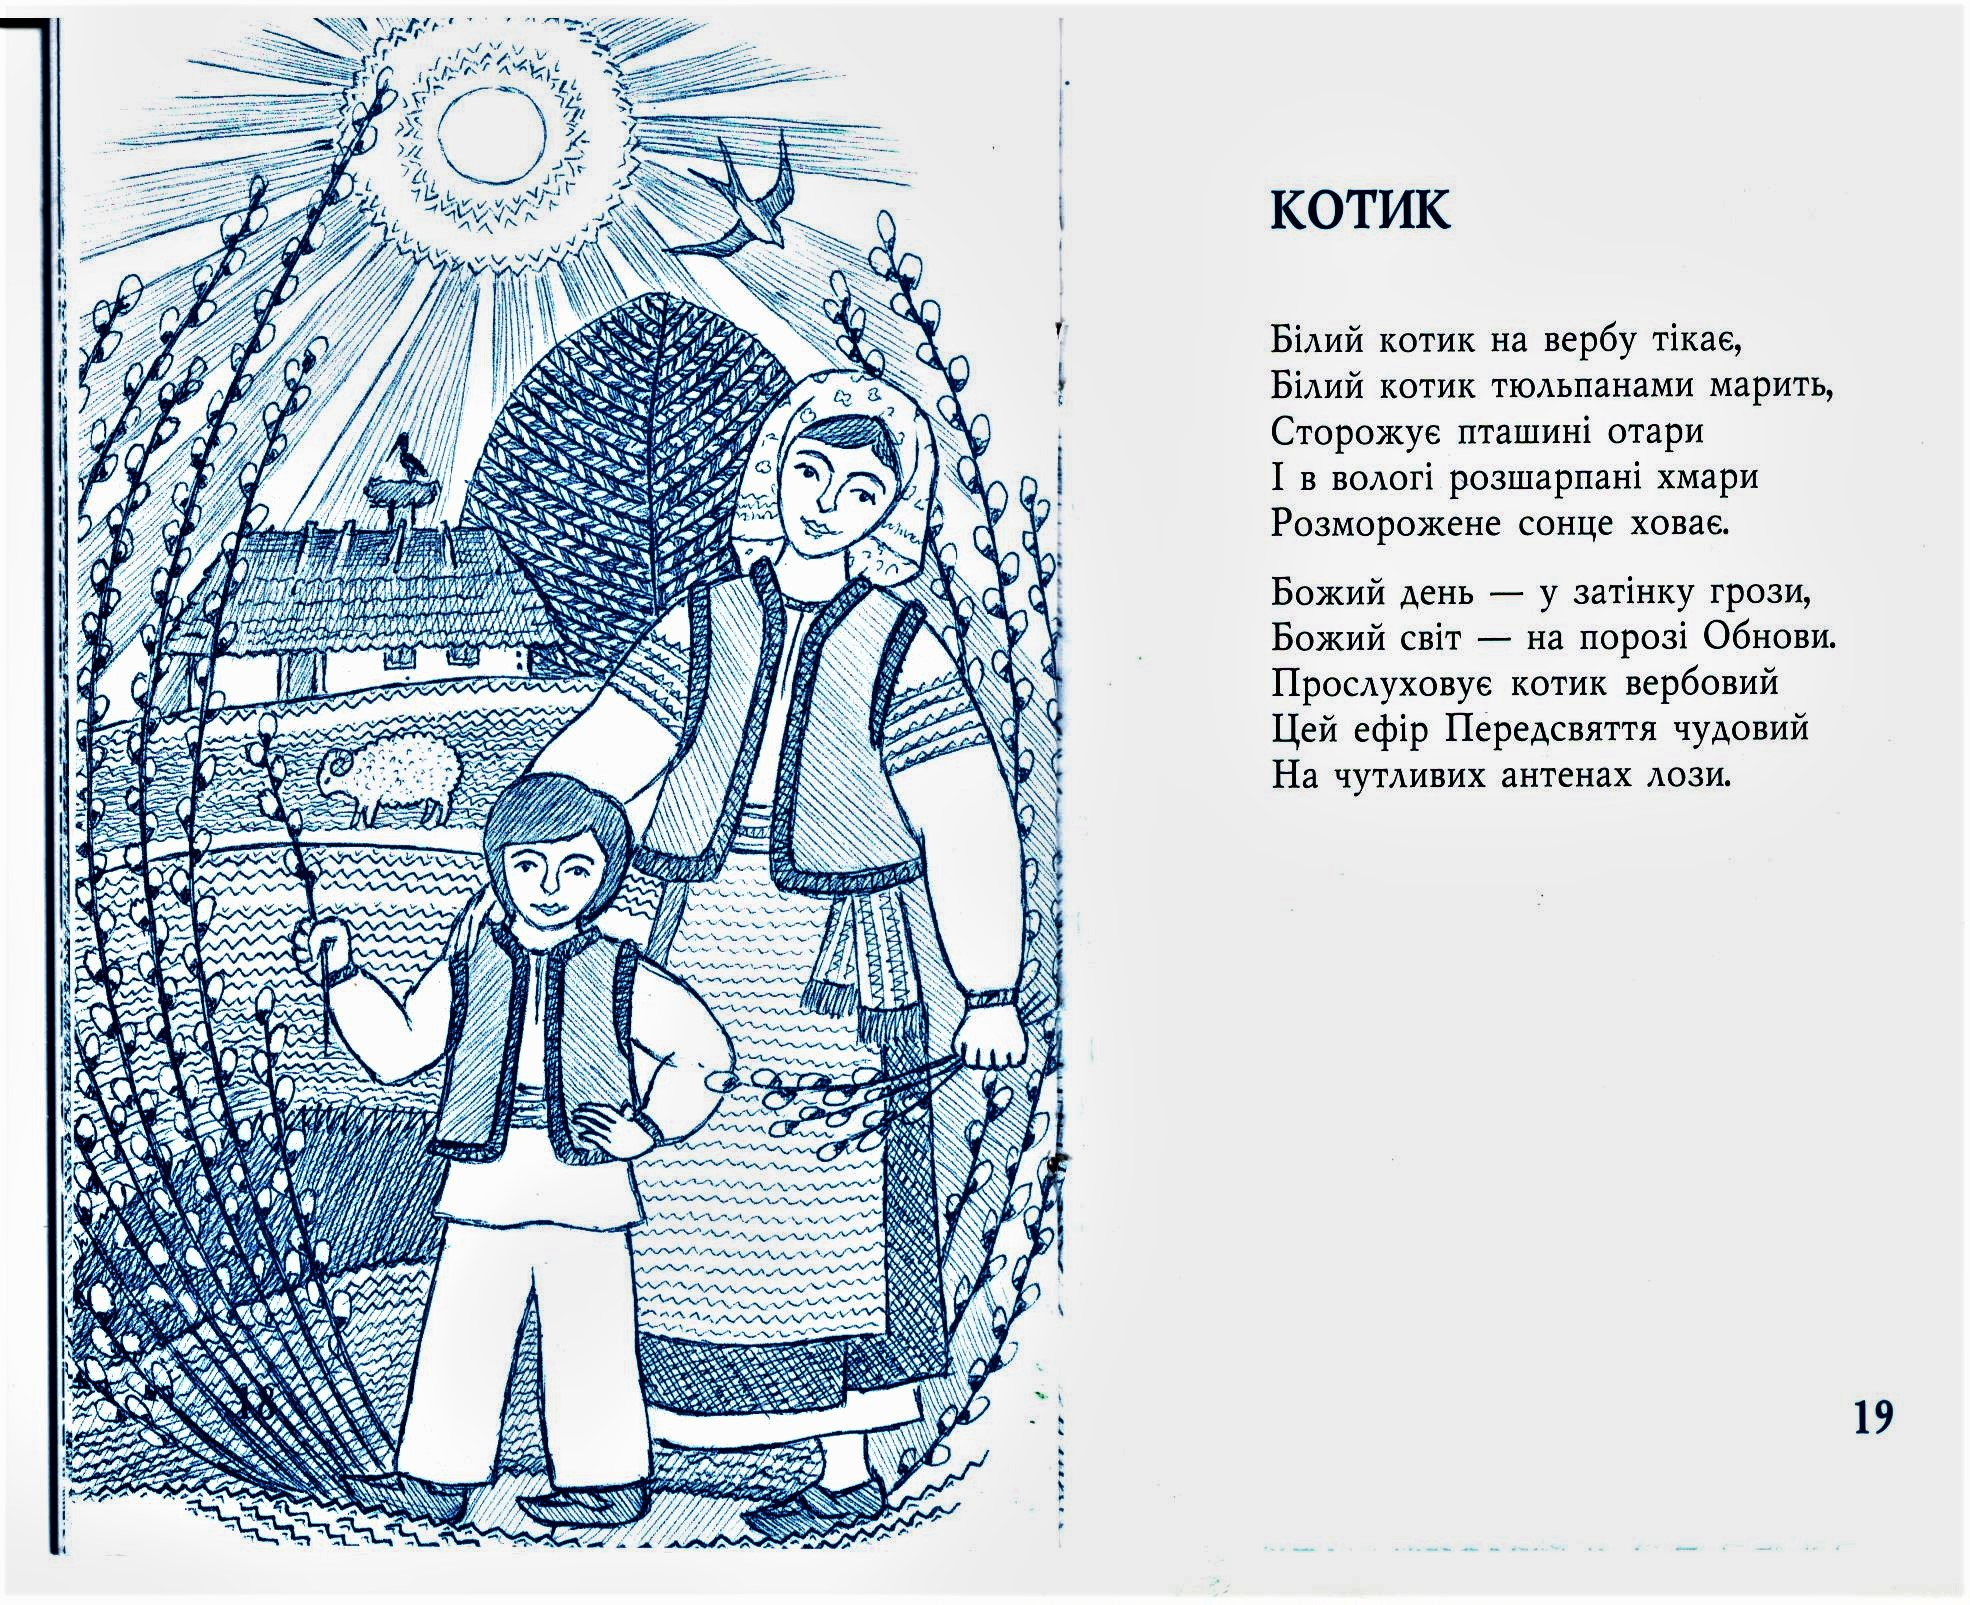 18
КОТИК
Білий котик на вербу тікає,
Білий котик тюльпанами марить,
Сторожує пташині отари
І в вологі розшарпані хмари
Розморожене сонце ховає.
Божий день — у затінку грози,
Божий світ — на порозі Обнови.
Прослуховує котик вербовий
Цей ефір Передсвяття чудовий
На чутливих антенах лози.
19